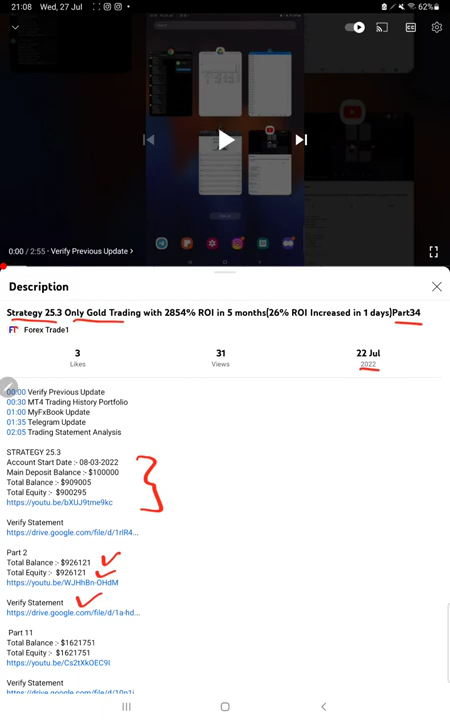 21:08 Wed, 27 Jul
62%
0:00 / 2:55 · Verify Previous Update >
Description
Strategy 25.3 Only Gold Trading with 2854% ROI in 5 months(26% ROI Increased in 1 days)Part34
FT Forex Trade1
3 31 22 Jul
Likes Views 2022
00:00 Verify Previous Update
00:30 MT4 Trading History Portfolio
01:00 MyFxBook Update
01:35 Telegram Update
02:05 Trading Statement Analysis
STRATEGY 25.3
Account Start Date :- 08-03-2022
Main Deposit Balance :- $100000
Total Balance :- $909005
Total Equity :- $900295
https://youtu.be/bXUJ9tme9kc
Verify Statement
https://drive.google.com/file/d/1rlR4...
Part 2
Total Balance :- $926121
Total Equity :- $926121
https://youtu.be/WJHhBn-OHdM
Verify Statement
https://drive.google.com/file/d/1a-hd...
Part 11
Total Balance :- $1621751
Total Equity :- $1621751
https://youtu.be/Cs2tXkOEC9I
Verify Statement
https://drive.google.com/file/d/10p1i...